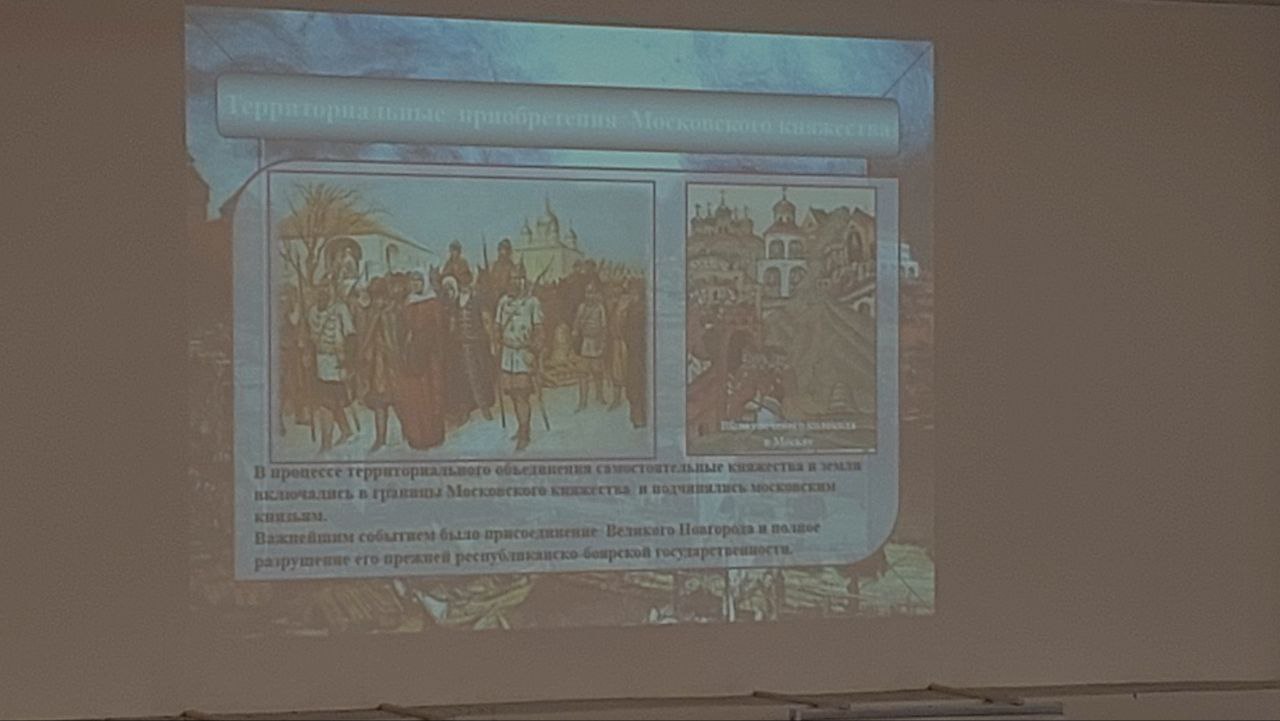 Территориальные приобретения Московского княжества
в Москве
В процессе территориального объединения самостоятельные княжества и земли
включались в границы Московского княжества и подчинялись московским
князьям.
Важнейшим событием было присоединение Великого Новгорода и полное
разрушение его прежней республиканско-боярской государственности.